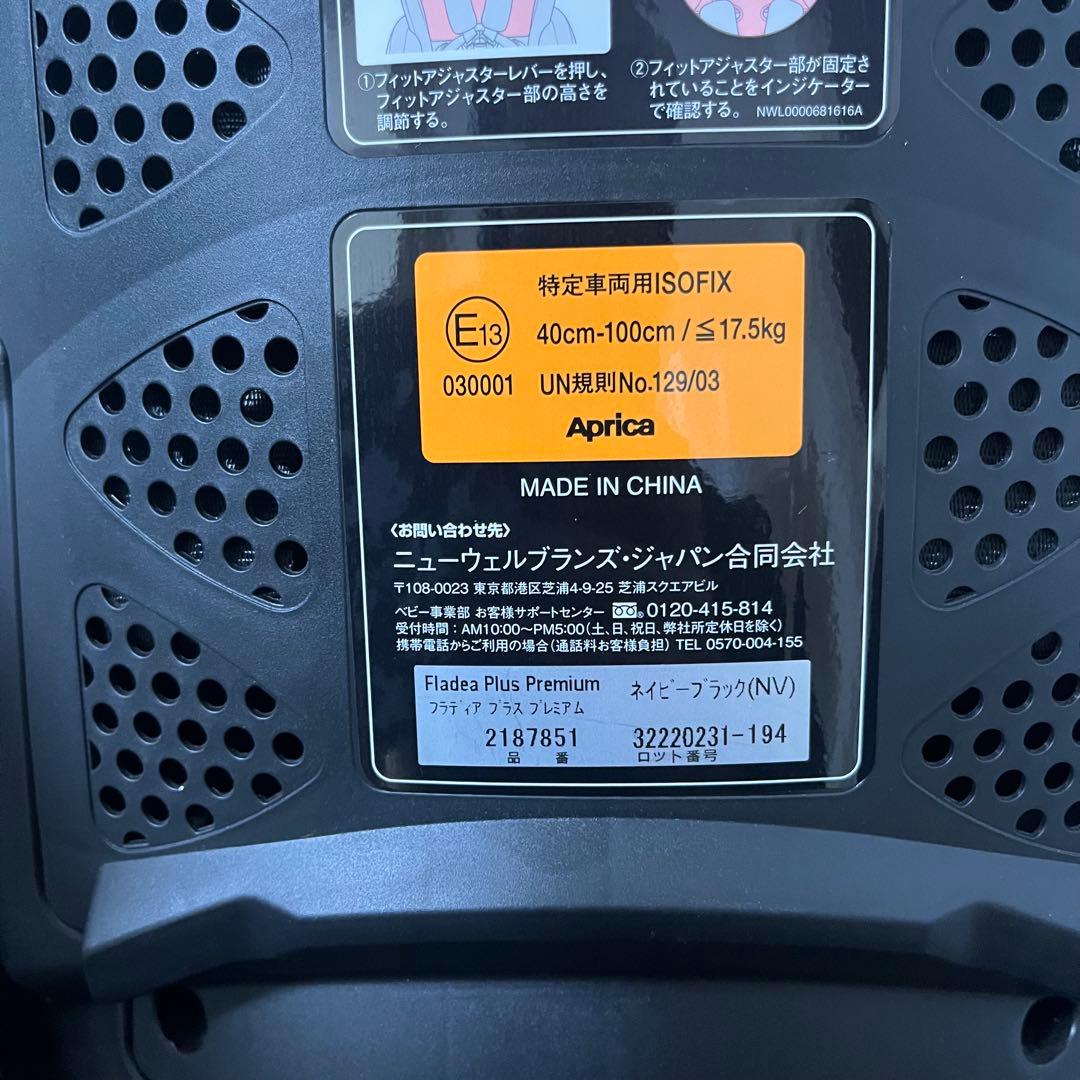 ①フィットアジャスターレバーを押し、
フィットアジャスター部の高さを
調節する。
②フィットアジャスター部が固定さ
れていることをインジケーター
で確認する。 NWL0000681616A
特定車両用ISOFIX
E13 40cm-100cm / ≦17.5kg
030001 UN規則No.129/03
Aprica
MADE IN CHINA
〈お問い合わせ先〉
ニューウェルブランズ・ジャパン合同会社
〒108-0023 東京都港区芝浦4-9-25 芝浦スクエアビル
ベビー事業部 お客様サポートセンター 0120-415-814
受付時間：AM10:00〜PM5:00（土、日、祝日、弊社所定休日を除く）
携帯電話からご利用の場合（通話料お客様負担） TEL 0570-004-155
Fladea Plus Premium ネイビーブラック(NV)
フラディア プラス プレミアム
2187851 32220231-194
品 番 ロット番号